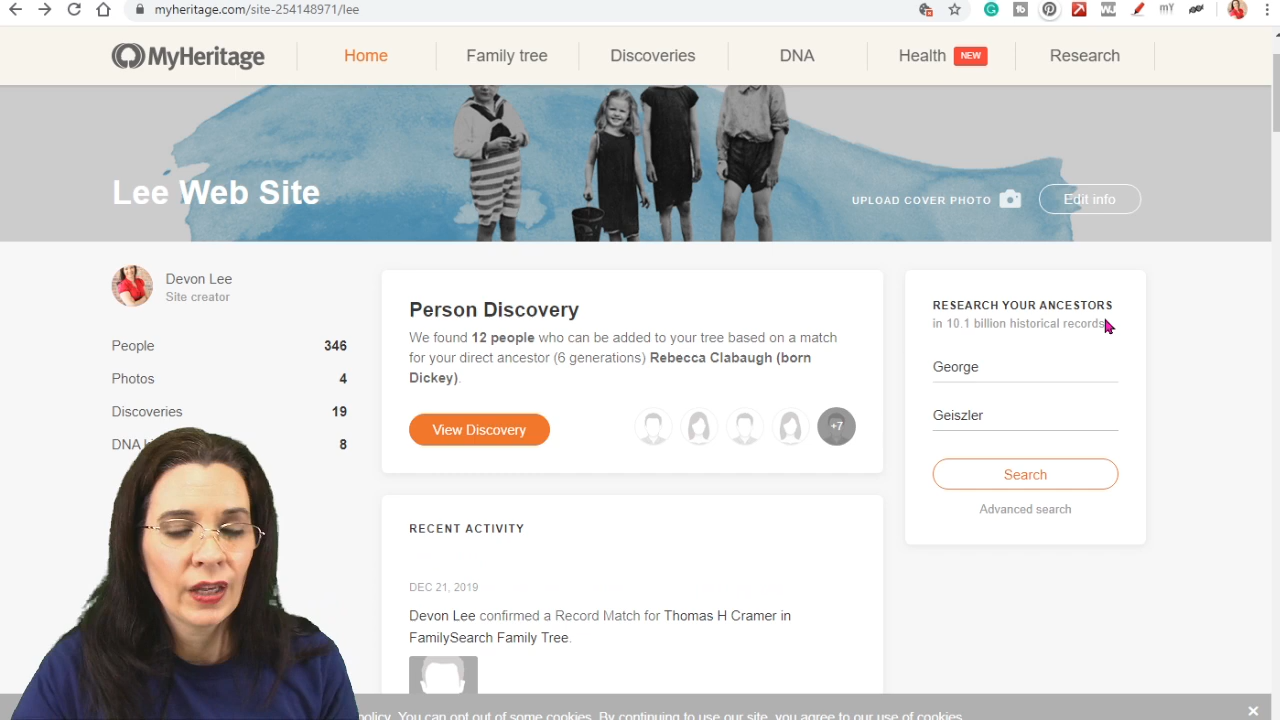 myheritage.com/site-254148971/lee
MyHeritage
Home
Family tree
Discoveries
DNA
Health NEW
Research
Lee Web Site
UPLOAD COVER PHOTO
Edit info
Devon Lee
Site creator
People 346
Photos 4
Discoveries 19
DNA 8
Person Discovery
We found 12 people who can be added to your tree based on a match
for your direct ancestor (6 generations) Rebecca Clabaugh (born
Dickey).
View Discovery
+7
RECENT ACTIVITY
DEC 21, 2019
Devon Lee confirmed a Record Match for Thomas H Cramer in
FamilySearch Family Tree.
RESEARCH YOUR ANCESTORS
in 10.1 billion historical records
George
Geiszler
Search
Advanced search
policy. You can opt out of some cookies. By continuing to use our site, you agree to our use of cookies.